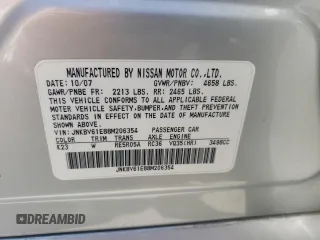 MANUFACTURED BY NISSAN MOTOR CO.,LTD.
DATE: 10/07 GVWR/PNBV: 4658 LBS.
GAWR/PNBE FR: 2213 LBS. RR: 2465 LBS.
THIS VEHICLE CONFORMS TO ALL APPLICABLE FEDERAL
MOTOR VEHICLE SAFETY, BUMPER, AND THEFT PREVENTION
STANDARDS IN EFFECT ON THE DATE OF MANUFACTURE
SHOWN ABOVE.
VIN: JNKBV61E88M206354 PASSENGER CAR
COLOR TRIM TRANS AXLE ENGINE
K23 W RE5R05A RC36 VQ35(HR) 3498CC
JNKBV61E88M206354
DEALERSHIP.COM